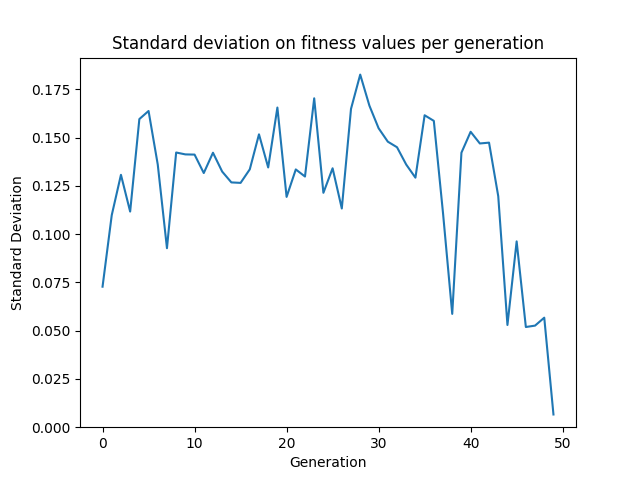 Standard deviation on fitness values per generation
0.175
0.150
0.125
0.100
0.075
0.050
0.025
0.000
Standard Deviation
0 10 20 30 40 50
Generation